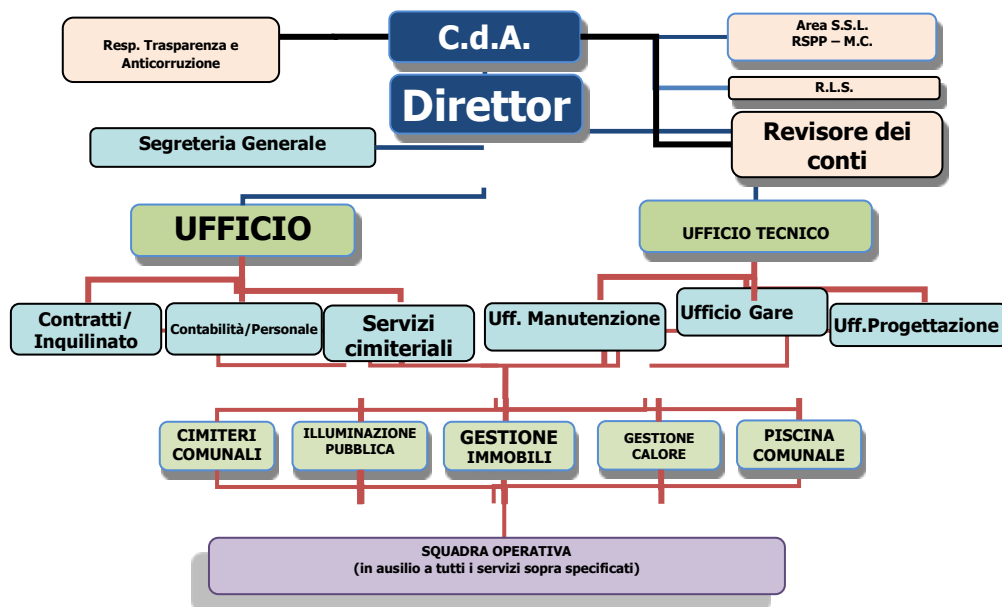 Resp. Trasparenza e
Anticorruzione
C.d.A.
Area S.S.L.
RSPP – M.C.
R.L.S.
Direttor
Segreteria Generale
Revisore dei
conti
UFFICIO
UFFICIO TECNICO
Contratti/
Inquilinato
Contabilità/Personale
Servizi
cimiteriali
Uff. Manutenzione
Ufficio Gare
Uff.Progettazione
CIMITERI
COMUNALI
ILLUMINAZIONE
PUBBLICA
GESTIONE
IMMOBILI
GESTIONE
CALORE
PISCINA
COMUNALE
SQUADRA OPERATIVA
(in ausilio a tutti i servizi sopra specificati)